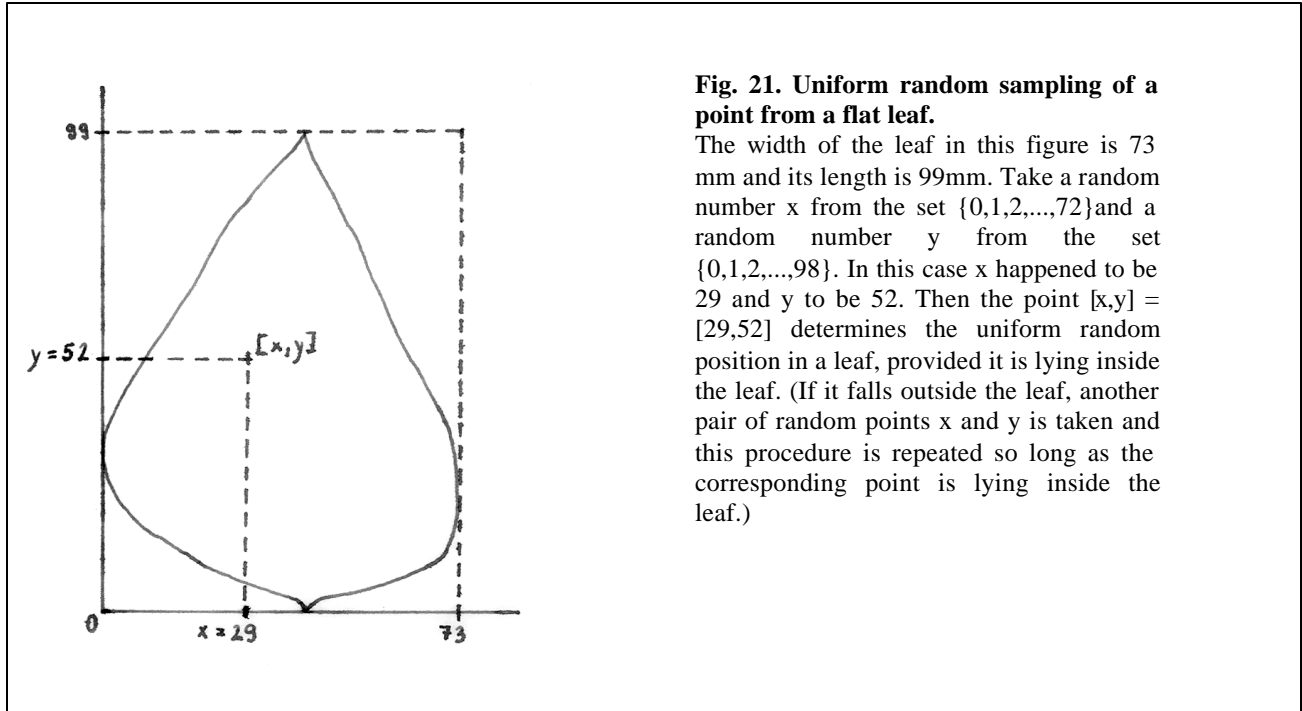 99
y = 52
[x,y]
0
x = 29
73
Fig. 21. Uniform random sampling of a
point from a flat leaf.
The width of the leaf in this figure is 73
mm and its length is 99mm. Take a random
number x from the set {0,1,2,...,72}and a
random number y from the set
{0,1,2,...,98}. In this case x happened to be
29 and y to be 52. Then the point [x,y] =
[29,52] determines the uniform random
position in a leaf, provided it is lying inside
the leaf. (If it falls outside the leaf, another
pair of random points x and y is taken and
this procedure is repeated so long as the
corresponding point is lying inside the
leaf.)